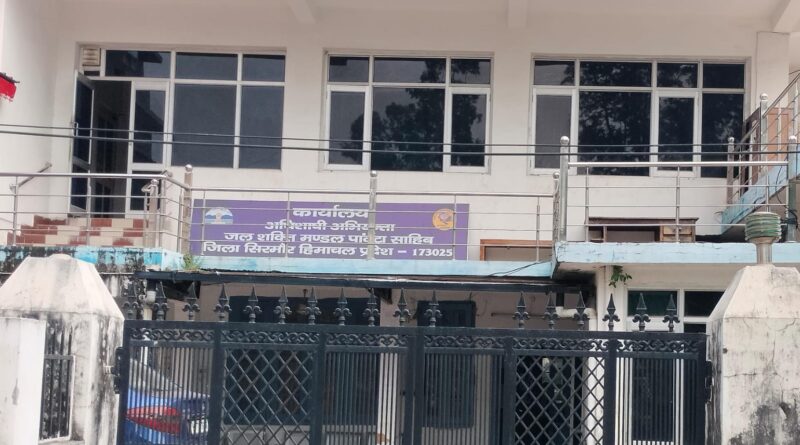 कार्यालय
अधिशाषी अभियन्ता
जल शक्ति मण्डल पांवटा साहिब
जिला सिरमौर हिमाचल प्रदेश - 173025